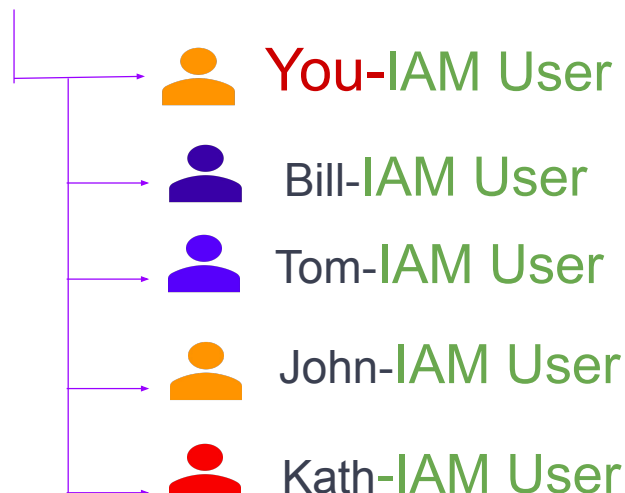 You-IAM User
Bill-IAM User
Tom-IAM User
John-IAM User
Kath-IAM User